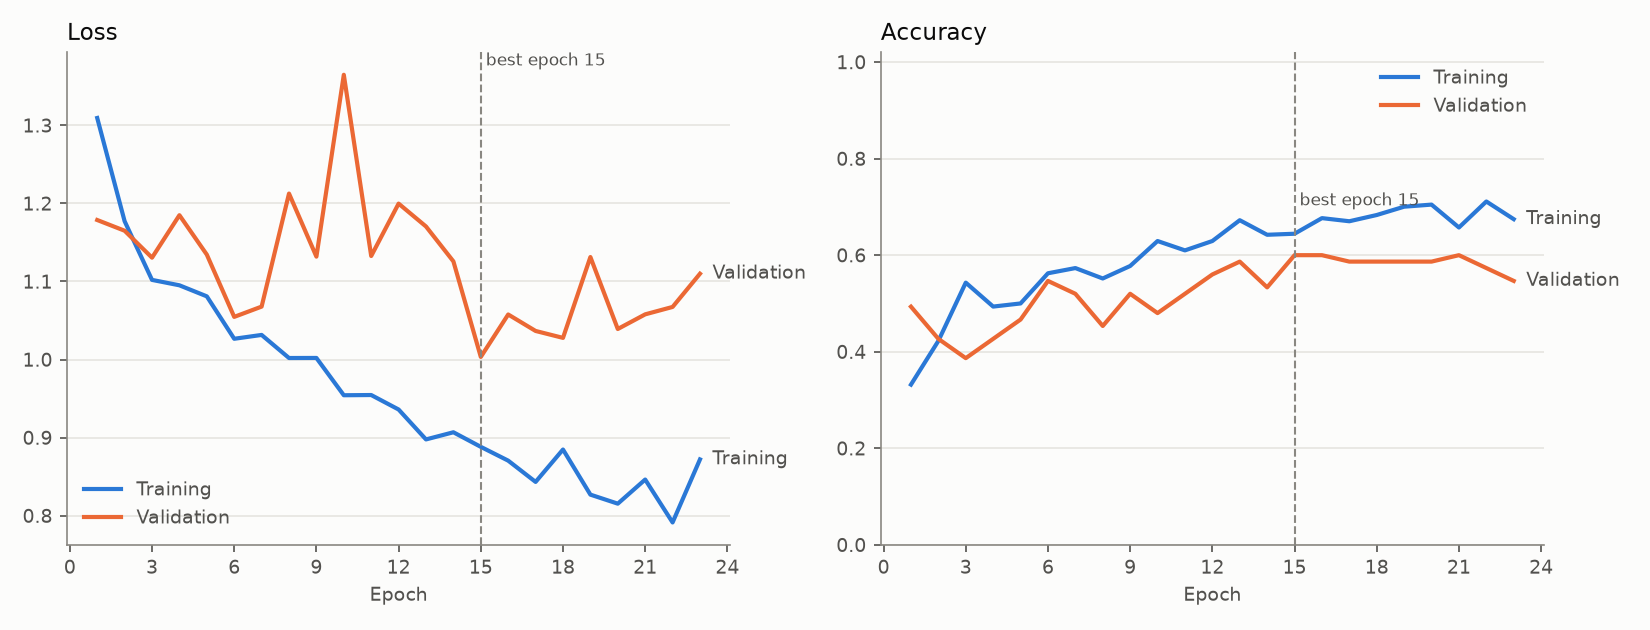 Loss
best epoch 15
1.3
1.2
1.1
1.0
0.9
0.8
Validation
Training
Training
Validation
0 3 6 9 12 15 18 21 24
Epoch
Accuracy
1.0
0.8
0.6
0.4
0.2
0.0
Training
Validation
best epoch 15
Training
Validation
0 3 6 9 12 15 18 21 24
Epoch